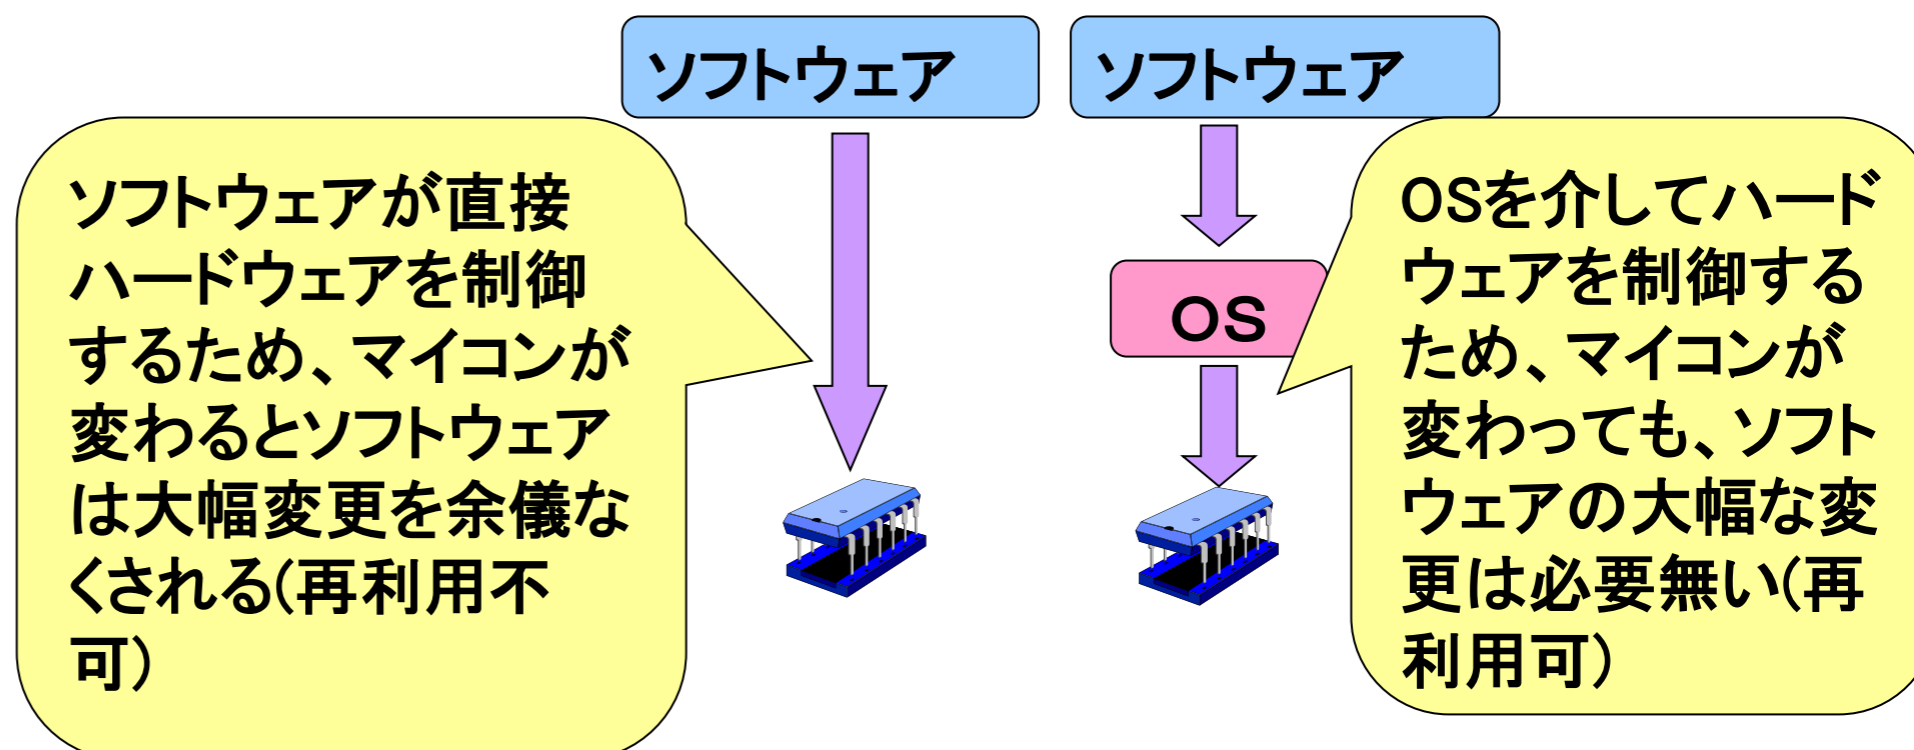 ソフトウェア
ソフトウェア
ソフトウェアが直接
ハードウェアを制御
するため、マイコンが
変わるとソフトウェア
は大幅変更を余儀な
くされる(再利用不
可)
OS
OSを介してハード
ウェアを制御する
ため、マイコンが
変わっても、ソフト
ウェアの大幅な変
更は必要無い(再
利用可)